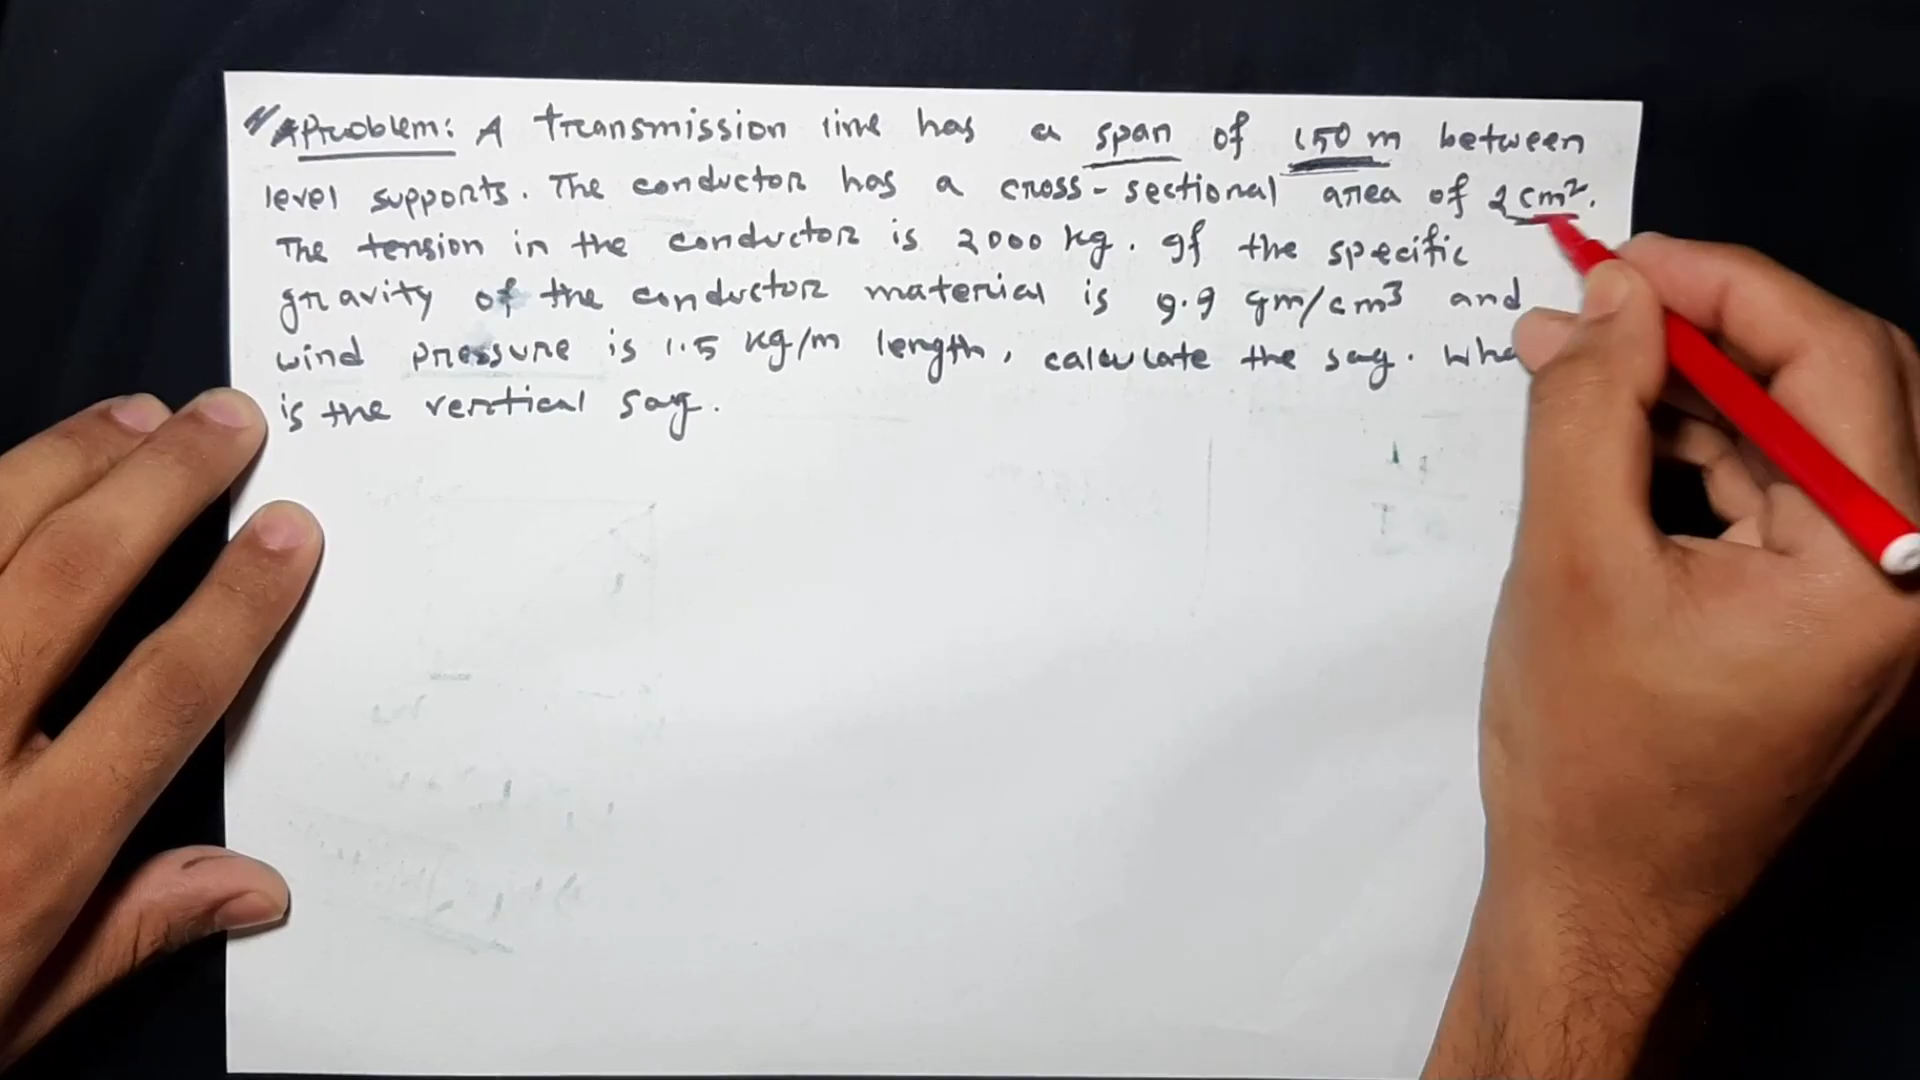 Problem: A transmission line has a span of 150 m between
level supports. The conductor has a cross-sectional area of 2 cm².
The tension in the conductor is 2000 kg. If the specific
gravity of the conductor material is 9.9 gm/cm³ and
wind pressure is 1.5 kg/m length, calculate the sag.
is the vertical sag.